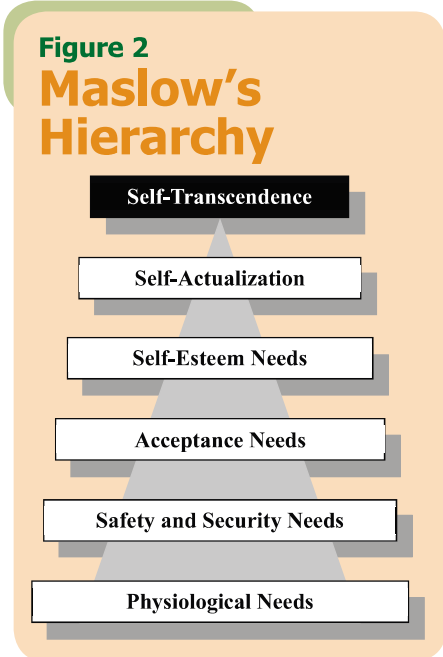 Figure 2
Maslow's
Hierarchy
Self-Transcendence
Self-Actualization
Self-Esteem Needs
Acceptance Needs
Safety and Security Needs
Physiological Needs